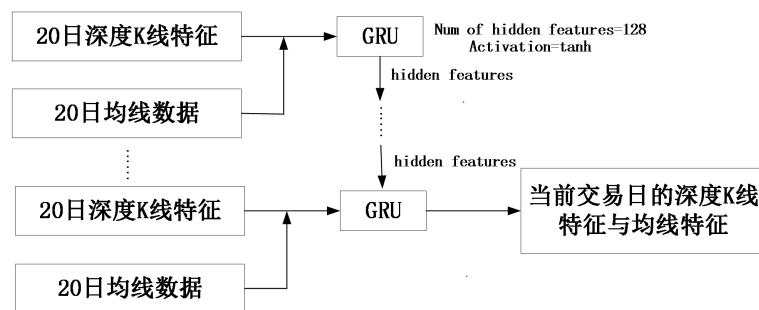 20日深度K线特征
GRU
Num of hidden features=128
Activation=tanh
hidden features
20日均线数据
hidden features
20日深度K线特征
GRU
当前交易日的深度K线
特征与均线特征
20日均线数据